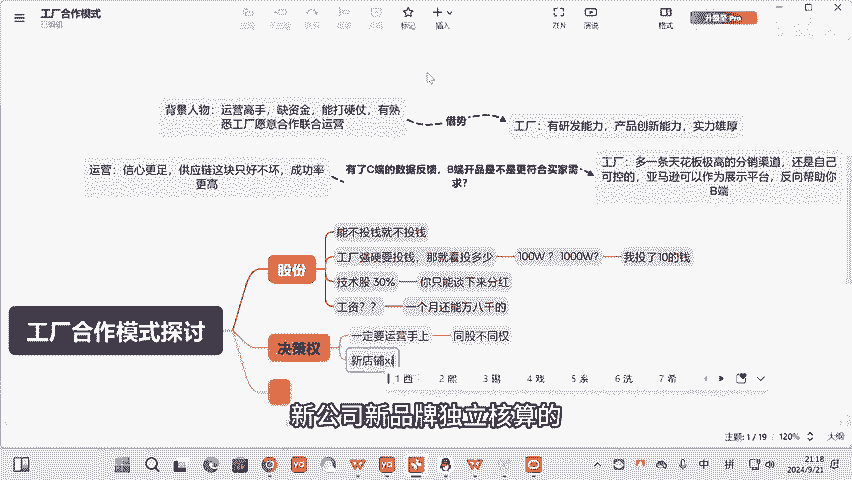 工厂合作模式
标记
插入
ZEN
演说
格式
升级至 Pro
背景人物：运营高手，缺资金，能打硬仗，有熟
悉工厂愿意合作联合运营
借势
工厂：有研发能力，产品创新能力，实力雄厚
运营：信心更足，供应链这块只好不坏，成功率
更高
有了C端的数据反馈，B端开品是不是更符合买家需
求？
工厂：多一条天花板极高的分销渠道，还是自己
可控的，亚马逊可以作为展示平台，反向帮助你
B端
工厂合作模式探讨
股份
能不投钱就不投钱
工厂强硬要投钱，那就看投多少
100W ？ 1000W?
我投了10的钱
技术股 30%
你只能谈下来分红
工资？？
一个月还能万八千的
决策权
一定要运营手上
同股不同权
新店铺x
1 西 2 熙 3 踢 4 戏 5 系 6 洗 7 希
新公司新品牌独立核算的
主题: 1 / 19
120%
大纲
中
拼
21:18
2024/9/21